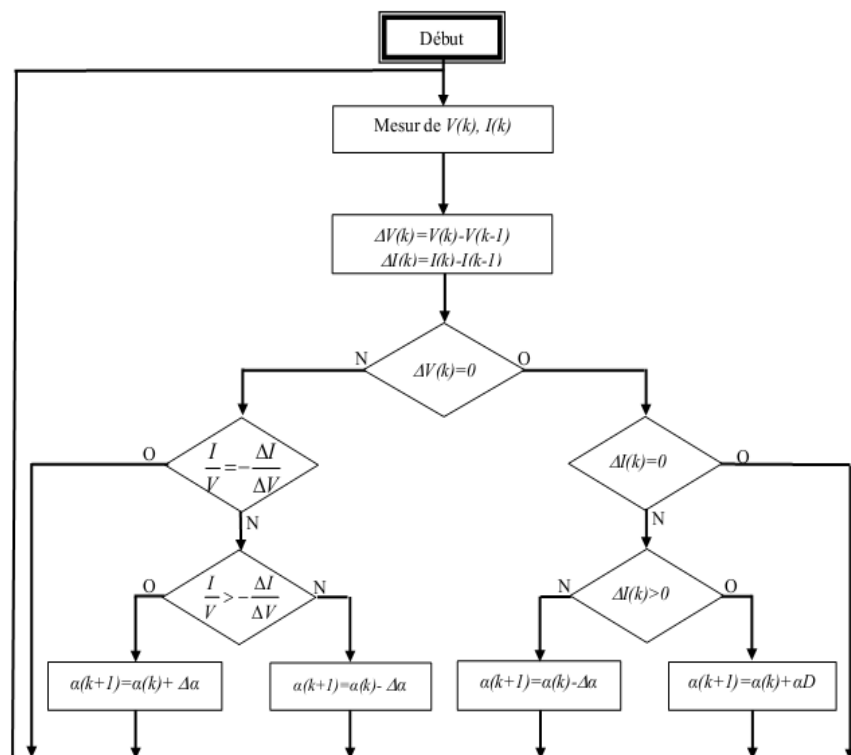 Début
Mesur de V(k), I(k)
ΔV(k)=V(k)-V(k-1)
ΔI(k)=I(k)-I(k-1)
N
ΔV(k)=0
O
O
I/V=-ΔI/ΔV
N
ΔI(k)=0
O
N
O
I/V>-ΔI/ΔV
N
N
ΔI(k)>0
O
α(k+1)=α(k)+ Δα
α(k+1)=α(k)- Δα
α(k+1)=α(k)-Δα
α(k+1)=α(k)+αD